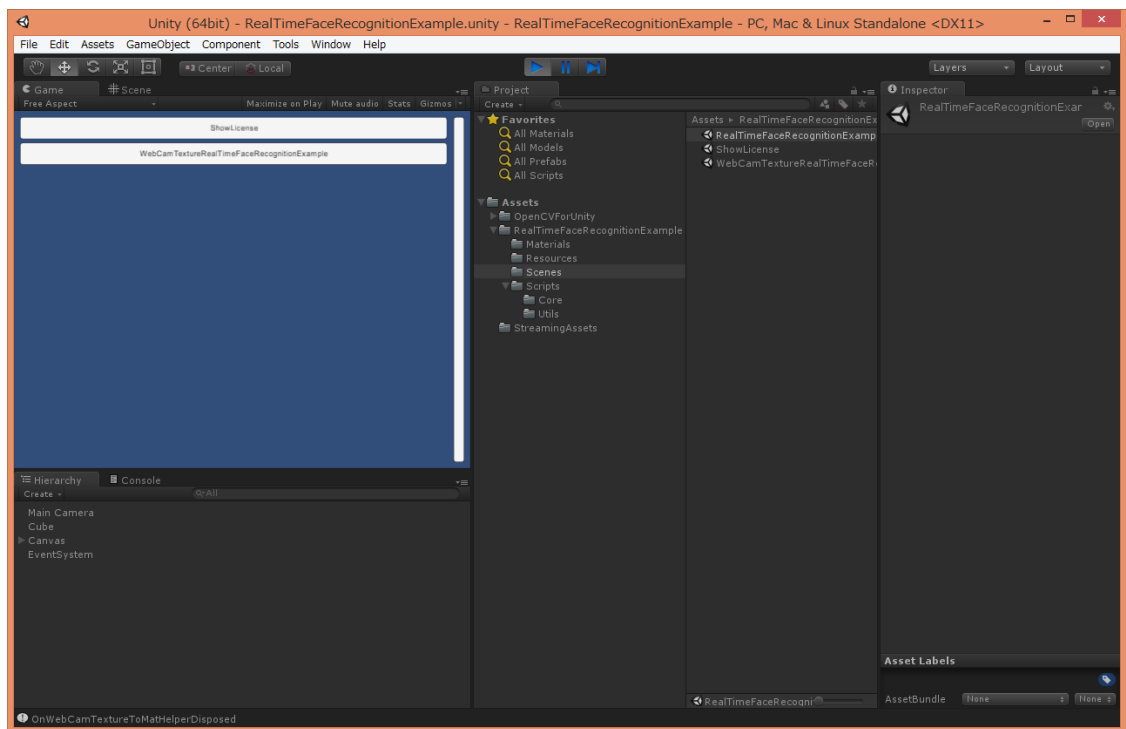 Unity (64bit) - RealTimeFaceRecognitionExample.unity - RealTimeFaceRecognitionExample - PC, Mac & Linux Standalone <DX11>
File Edit Assets GameObject Component Tools Window Help
Center Local
Layers Layout
Game Scene
Free Aspect Maximize on Play Mute audio Stats Gizmos
ShowLicense
WebCamTextureRealTimeFaceRecognitionExample
Hierarchy Console
Create All
Main Camera
Cube
Canvas
EventSystem
Project
Create
Favorites
All Materials
All Models
All Prefabs
All Scripts
Assets
OpenCVForUnity
RealTimeFaceRecognitionExample
Materials
Resources
Scenes
Scripts
Core
Utils
StreamingAssets
Assets RealTimeFaceRecognitionEx
RealTimeFaceRecognitionExamp
ShowLicense
WebCamTextureRealTimeFaceR
RealTimeFaceRecogni
Inspector
RealTimeFaceRecognitionExar
Open
Asset Labels
AssetBundle None None
OnWebCamTextureToMatHelperDisposed